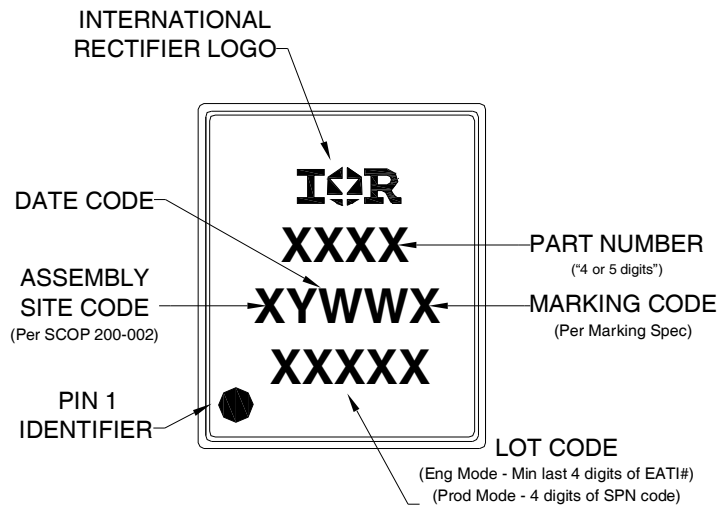 INTERNATIONAL
RECTIFIER LOGO
IOR
DATE CODE
XXXX
PART NUMBER
(“4 or 5 digits”)
ASSEMBLY
SITE CODE
(Per SCOP 200-002)
XYWWX
MARKING CODE
(Per Marking Spec)
XXXXX
PIN 1
IDENTIFIER
LOT CODE
(Eng Mode - Min last 4 digits of EATI#)
(Prod Mode - 4 digits of SPN code)